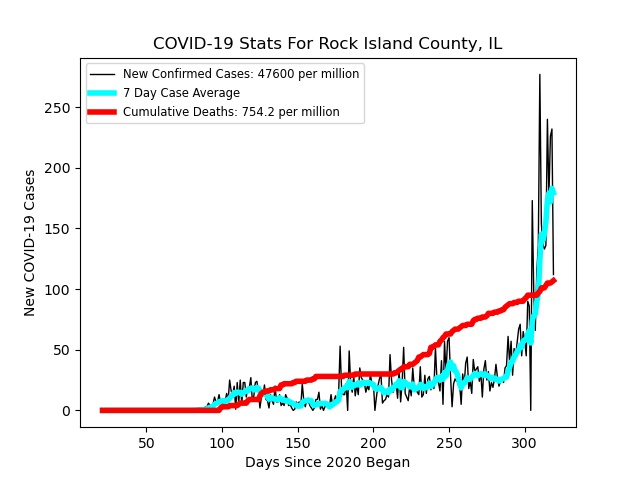 COVID-19 Stats For Rock Island County, IL
New Confirmed Cases: 47600 per million
7 Day Case Average
Cumulative Deaths: 754.2 per million
New COVID-19 Cases
250
200
150
100
50
0
50 100 150 200 250 300
Days Since 2020 Began